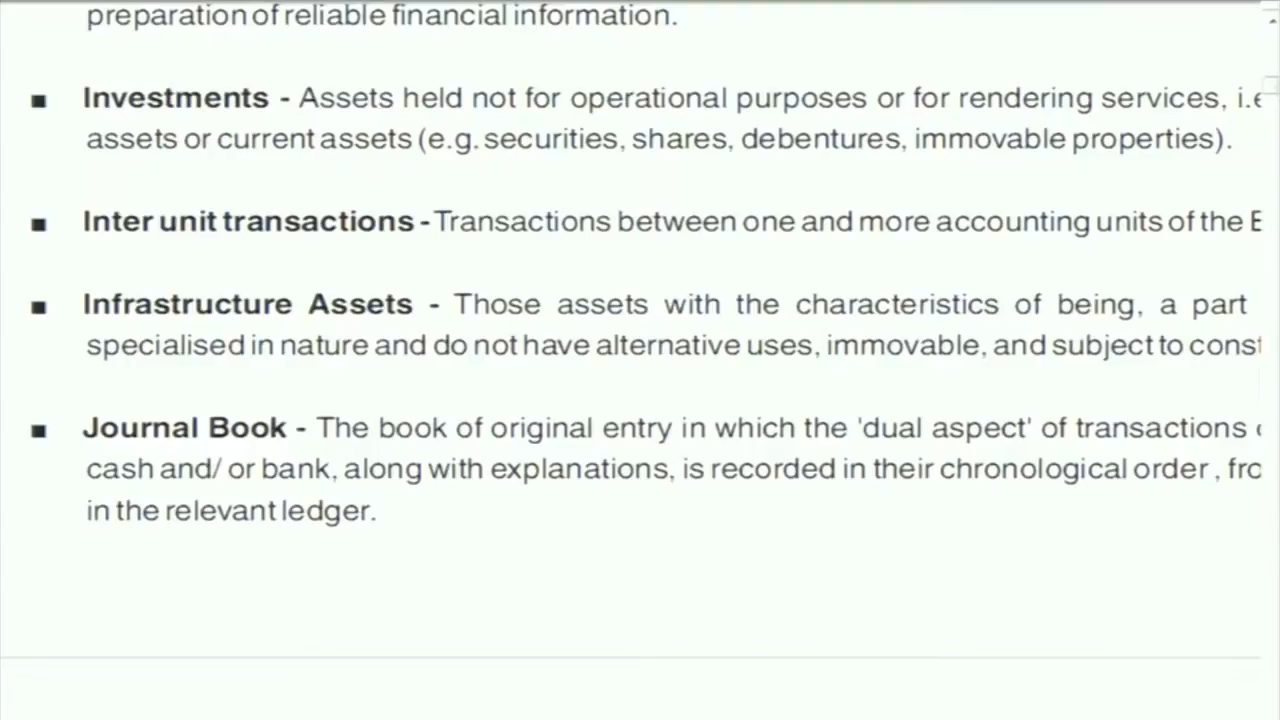 preparation of reliable financial information.
■ Investments - Assets held not for operational purposes or for rendering services,
assets or current assets (e.g. securities, shares, debentures, immovable properties).
■ Inter unit transactions - Transactions between one and more accounting units of the
■ Infrastructure Assets - Those assets with the characteristics of being, a part
specialised in nature and do not have alternative uses, immovable, and subject to
■ Journal Book - The book of original entry in which the 'dual aspect' of transactions
cash and/ or bank, along with explanations, is recorded in their chronological order ,
in the relevant ledger.